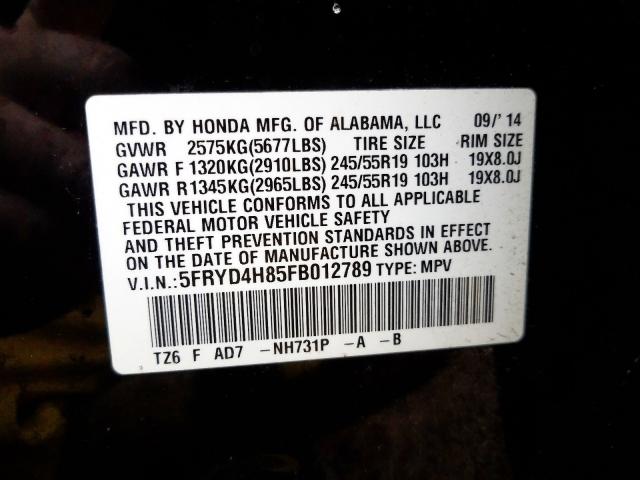 MFD. BY HONDA MFG. OF ALABAMA, LLC 09/' 14
GVWR 2575KG(5677LBS) TIRE SIZE RIM SIZE
GAWR F 1320KG(2910LBS) 245/55R19 103H 19X8.0J
GAWR R1345KG(2965LBS) 245/55R19 103H 19X8.0J
THIS VEHICLE CONFORMS TO ALL APPLICABLE
FEDERAL MOTOR VEHICLE SAFETY
AND THEFT PREVENTION STANDARDS IN EFFECT
ON THE DATE OF MANUFACTURE SHOWN ABOVE.
V.I.N.:5FRYD4H85FB012789 TYPE: MPV
TZ6 F AD7 -NH731P -A -B